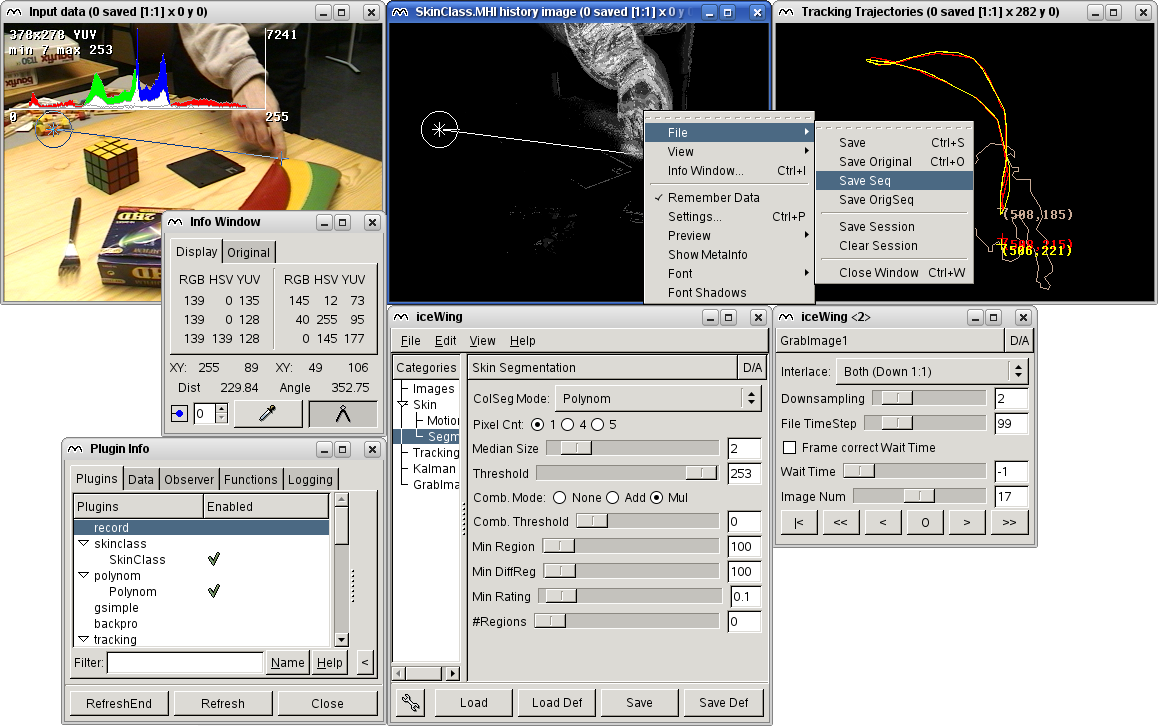 Input data (0 saved [1:1] x 0 y 0)
378x278 YUV
7241
min 7 max 253
0
255
SkinClass.MHI history image (0 saved [1:1] x 0 y
Tracking Trajectories (0 saved [1:1] x 282 y 0)
(508,185)
(508,215)
(506,221)
File
View
Info Window... Ctrl+I
Remember Data
Settings... Ctrl+P
Preview
Show MetaInfo
Font
Font Shadows
Save Ctrl+S
Save Original Ctrl+O
Save Seq
Save OrigSeq
Save Session
Clear Session
Close Window Ctrl+W
Info Window
Display Original
RGB HSV YUV RGB HSV YUV
139 0 135 145 12 73
139 0 128 40 255 95
139 139 128 0 145 177
XY: 255 89 XY: 49 106
Dist 229.84 Angle 352.75
0
Plugin Info
Plugins Data Observer Functions Logging
Plugins Enabled
record
skinclass
SkinClass
polynom
Polynom
gsimple
backpro
tracking
Filter: Name Help <
RefreshEnd Refresh Close
iceWing
File Edit View Help
Categories
Images
Skin
Motion
Segm
Tracking
Kalman
GrabIma
Skin Segmentation D/A
ColSeg Mode: Polynom
Pixel Cnt: 1 4 5
Median Size 2
Threshold 253
Comb. Mode: None Add Mul
Comb. Threshold 0
Min Region 100
Min DiffReg 100
Min Rating 0.1
#Regions 0
Load Load Def Save Save Def
iceWing <2>
GrabImage1 D/A
Interlace: Both (Down 1:1)
Downsampling 2
File TimeStep 99
Frame correct Wait Time
Wait Time -1
Image Num 17
|< << < O > >>